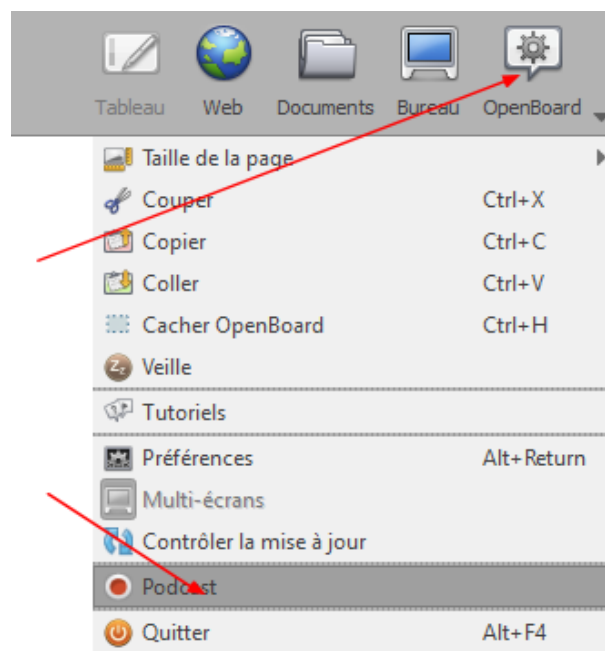 Tableau Web Documents Bureau OpenBoard
Taille de la page
Couper Ctrl+X
Copier Ctrl+C
Coller Ctrl+V
Cacher OpenBoard Ctrl+H
Zz Veille
Tutoriels
Préférences Alt+Return
Multi-écrans
Contrôler la mise à jour
Podcast
Quitter Alt+F4